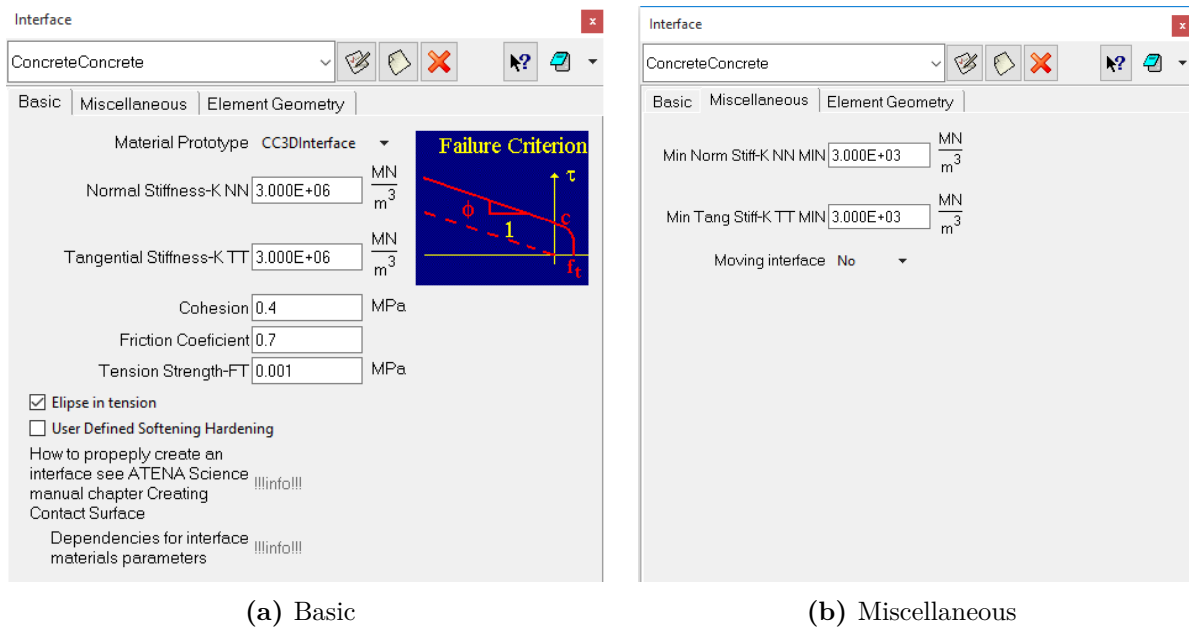 Interface
x
ConcreteConcrete
?
Basic Miscellaneous Element Geometry
Material Prototype CC3DInterface
Normal Stiffness-K NN 3.000E+06 MN
m3
Tangential Stiffness-K TT 3.000E+06 MN
m3
Cohesion 0.4 MPa
Friction Coeficient 0.7
Tension Strength-FT 0.001 MPa
Elipse in tension
User Defined Softening Hardening
How to propeply create an
interface see ATENA Science !!!info!!!
manual chapter Creating
Contact Surface
Dependencies for interface !!!info!!!
materials parameters
Failure Criterion
τ
ϕ
1
c
ft
(a) Basic
Interface
x
ConcreteConcrete
?
Basic Miscellaneous Element Geometry
Min Norm Stiff-K NN MIN 3.000E+03 MN
m3
Min Tang Stiff-K TT MIN 3.000E+03 MN
m3
Moving interface No
(b) Miscellaneous